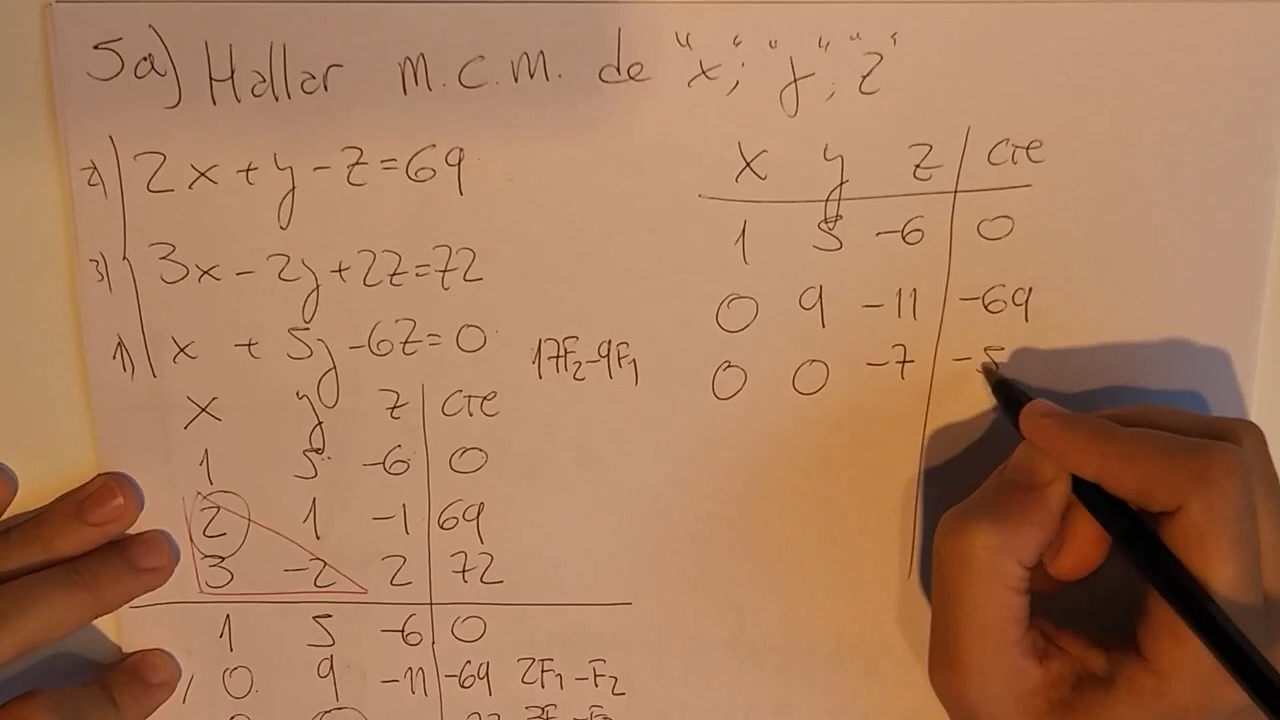 5a) Hallar m.c.m. de "x"; "y"; "z"
2) 2x + y - z = 69
3) 3x - 2y + 2z = 72
1) x + 5y - 6z = 0
17F₂ - 9F₁
x y z cte
1 5 -6 0
2 1 -1 69
3 -2 2 72
1 5 -6 0
0 9 -11 -69 2F₁ - F₂
x y z cte
1 5 -6 0
0 9 -11 -69
0 0 -7 -5